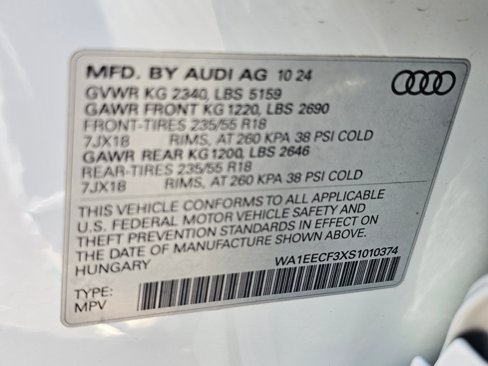 MFD. BY AUDI AG 10 24
GVWR KG 2340, LBS 5159
GAWR FRONT KG 1220, LBS 2690
FRONT-TIRES 235/55 R18
7JX18 RIMS, AT 260 KPA 38 PSI COLD
GAWR REAR KG 1200, LBS 2646
REAR-TIRES 235/55 R18
7JX18 RIMS, AT 260 KPA 38 PSI COLD
THIS VEHICLE CONFORMS TO ALL APPLICABLE
U.S. FEDERAL MOTOR VEHICLE SAFETY AND
THEFT PREVENTION STANDARDS IN EFFECT ON
THE DATE OF MANUFACTURE SHOWN ABOVE.
HUNGARY WA1EECF3XS1010374
TYPE:
MPV